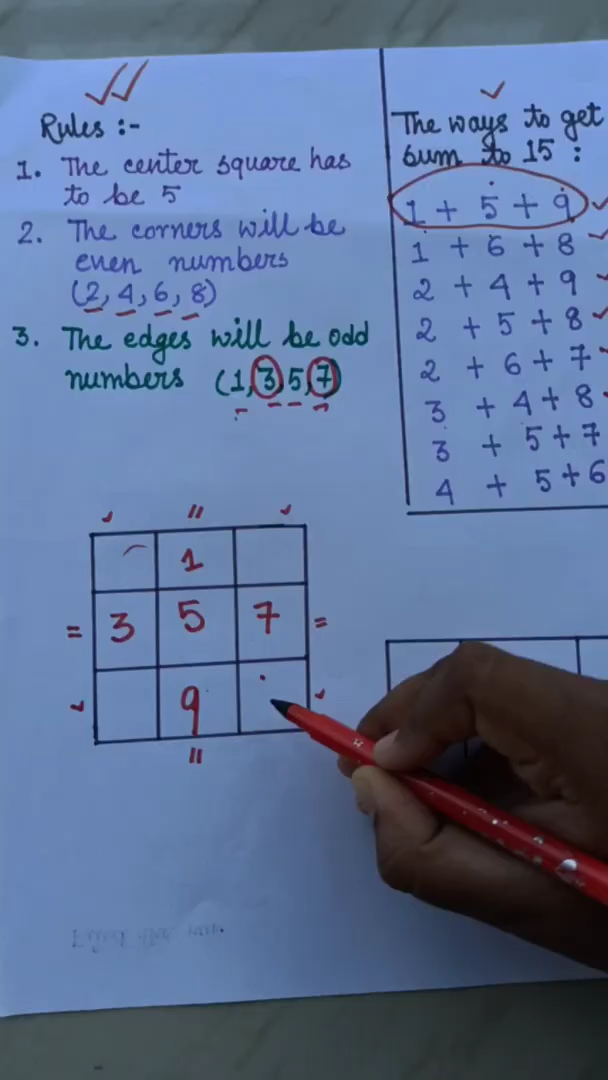 Rules :-
1. The center square has
to be 5
2. The corners will be
even numbers
(2, 4, 6, 8)
3. The edges will be odd
numbers (1, 3, 5, 7)
The ways to get
sum to 15 :
1 + 5 + 9
1 + 6 + 8
2 + 4 + 9
2 + 5 + 8
2 + 6 + 7
3 + 4 + 8
3 + 5 + 7
4 + 5 + 6
1
3 5 7
9